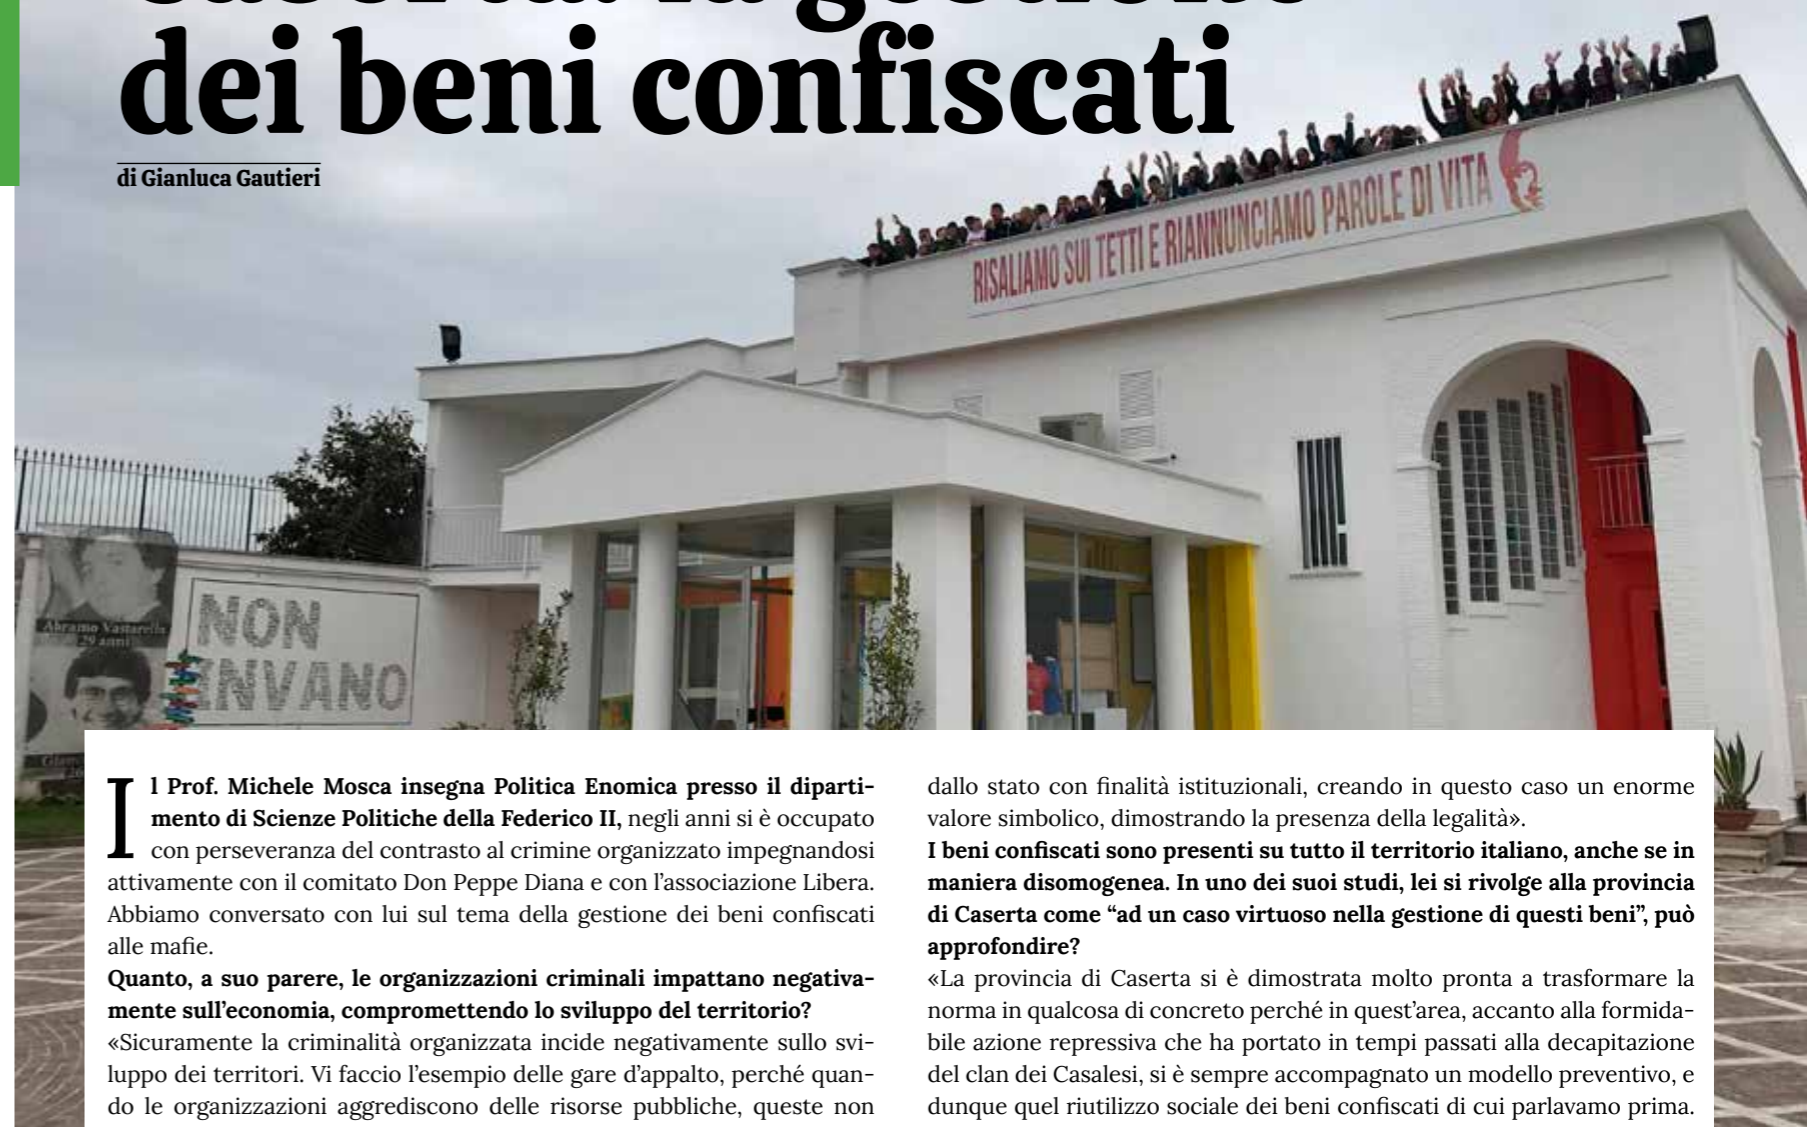 Caserta: la gestione
dei beni confiscati
di Gianluca Gautieri
RISALIAMO SUI TETTI E RIANNUNCIAMO PAROLE DI VITA
Abramo Vastarella
29 anni
NON
INVANO
Il Prof. Michele Mosca insegna Politica Enomica presso il diparti-
mento di Scienze Politiche della Federico II, negli anni si è occupato
con perseveranza del contrasto al crimine organizzato impegnandosi
attivamente con il comitato Don Peppe Diana e con l'associazione Libera.
Abbiamo conversato con lui sul tema della gestione dei beni confiscati
alle mafie.
Quanto, a suo parere, le organizzazioni criminali impattano negativa-
mente sull'economia, compromettendo lo sviluppo del territorio?
«Sicuramente la criminalità organizzata incide negativamente sullo svi-
luppo dei territori. Vi faccio l'esempio delle gare d'appalto, perché quan-
do le organizzazioni aggrediscono delle risorse pubbliche, queste non
dallo stato con finalità istituzionali, creando in questo caso un enorme
valore simbolico, dimostrando la presenza della legalità».
I beni confiscati sono presenti su tutto il territorio italiano, anche se in
maniera disomogenea. In uno dei suoi studi, lei si rivolge alla provincia
di Caserta come “ad un caso virtuoso nella gestione di questi beni”, può
approfondire?
«La provincia di Caserta si è dimostrata molto pronta a trasformare la
norma in qualcosa di concreto perché in quest'area, accanto alla formida-
bile azione repressiva che ha portato in tempi passati alla decapitazione
del clan dei Casalesi, si è sempre accompagnato un modello preventivo, e
dunque quel riutilizzo sociale dei beni confiscati di cui parlavamo prima.